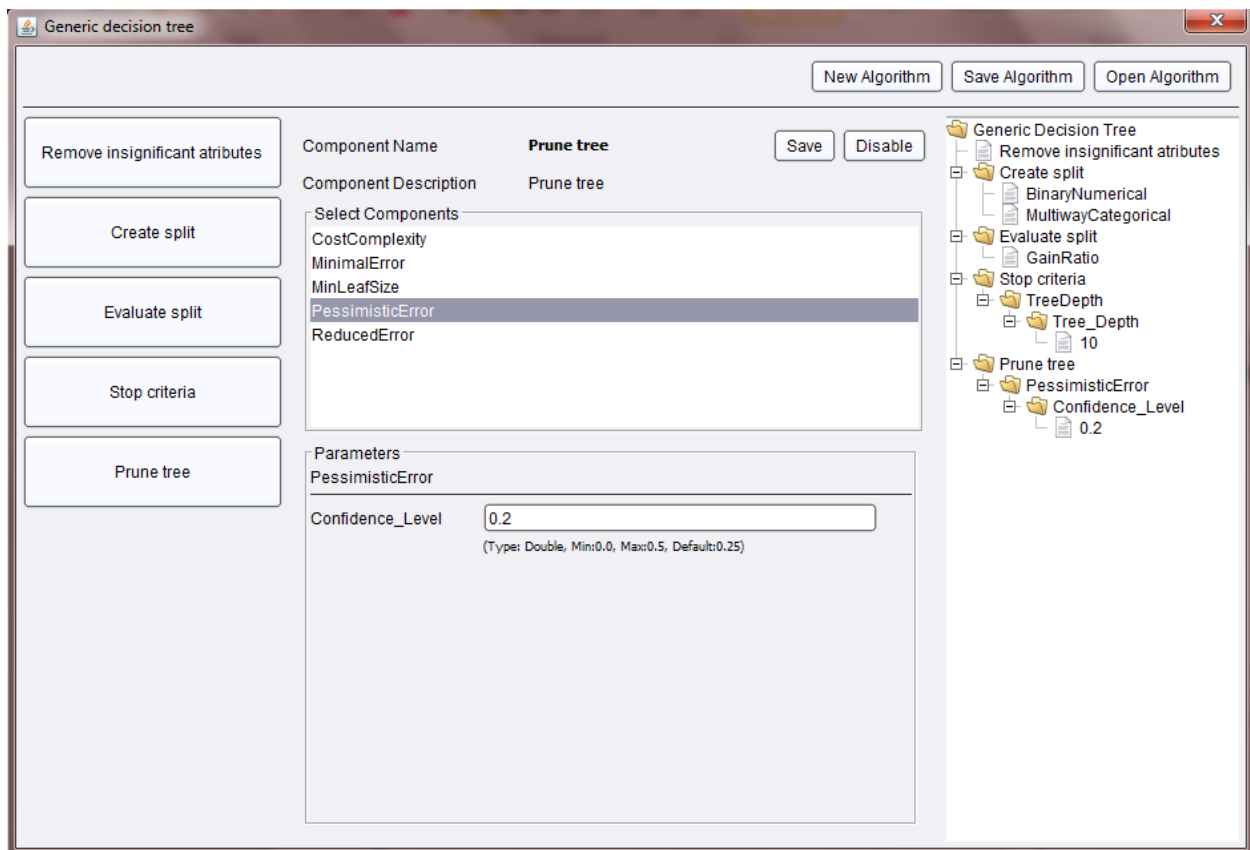 Generic decision tree
x
New Algorithm Save Algorithm Open Algorithm
Remove insignificant atributes
Create split
Evaluate split
Stop criteria
Prune tree
Component Name Prune tree Save Disable
Component Description Prune tree
Select Components
CostComplexity
MinimalError
MinLeafSize
PessimisticError
ReducedError
Parameters
PessimisticError
Confidence_Level 0.2
(Type: Double, Min:0.0, Max:0.5, Default:0.25)
Generic Decision Tree
Remove insignificant atributes
Create split
BinaryNumerical
MultiwayCategorical
Evaluate split
GainRatio
Stop criteria
TreeDepth
Tree_Depth
10
Prune tree
PessimisticError
Confidence_Level
0.2